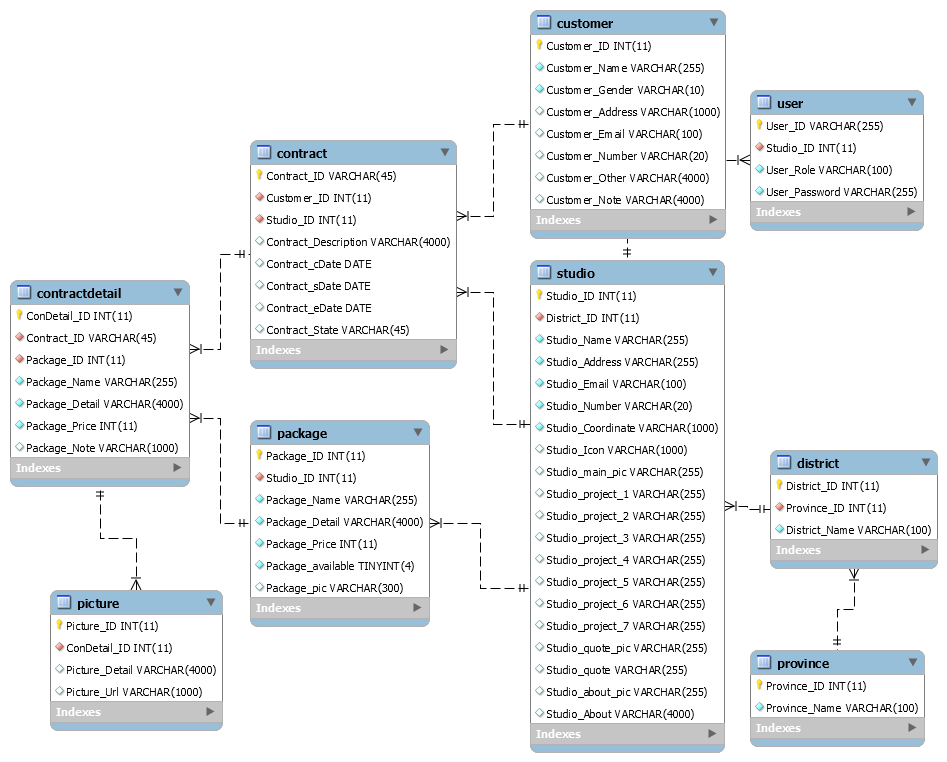 customer
Customer_ID INT(11)
Customer_Name VARCHAR(255)
Customer_Gender VARCHAR(10)
Customer_Address VARCHAR(1000)
Customer_Email VARCHAR(100)
Customer_Number VARCHAR(20)
Customer_Other VARCHAR(4000)
Customer_Note VARCHAR(4000)
Indexes
user
User_ID VARCHAR(255)
Studio_ID INT(11)
User_Role VARCHAR(100)
User_Password VARCHAR(255)
Indexes
contract
Contract_ID VARCHAR(45)
Customer_ID INT(11)
Studio_ID INT(11)
Contract_Description VARCHAR(4000)
Contract_cDate DATE
Contract_sDate DATE
Contract_eDate DATE
Contract_State VARCHAR(45)
Indexes
studio
Studio_ID INT(11)
District_ID INT(11)
Studio_Name VARCHAR(255)
Studio_Address VARCHAR(255)
Studio_Email VARCHAR(100)
Studio_Number VARCHAR(20)
Studio_Coordinate VARCHAR(1000)
Studio_Icon VARCHAR(1000)
Studio_main_pic VARCHAR(255)
Studio_project_1 VARCHAR(255)
Studio_project_2 VARCHAR(255)
Studio_project_3 VARCHAR(255)
Studio_project_4 VARCHAR(255)
Studio_project_5 VARCHAR(255)
Studio_project_6 VARCHAR(255)
Studio_project_7 VARCHAR(255)
Studio_quote_pic VARCHAR(255)
Studio_quote VARCHAR(255)
Studio_about_pic VARCHAR(255)
Studio_About VARCHAR(4000)
Indexes
contractdetail
ConDetail_ID INT(11)
Contract_ID VARCHAR(45)
Package_ID INT(11)
Package_Name VARCHAR(255)
Package_Detail VARCHAR(4000)
Package_Price INT(11)
Package_Note VARCHAR(1000)
Indexes
package
Package_ID INT(11)
Studio_ID INT(11)
Package_Name VARCHAR(255)
Package_Detail VARCHAR(4000)
Package_Price INT(11)
Package_available TINYINT(4)
Package_pic VARCHAR(300)
Indexes
district
District_ID INT(11)
Province_ID INT(11)
District_Name VARCHAR(100)
Indexes
picture
Picture_ID INT(11)
ConDetail_ID INT(11)
Picture_Detail VARCHAR(4000)
Picture_Url VARCHAR(1000)
Indexes
province
Province_ID INT(11)
Province_Name VARCHAR(100)
Indexes